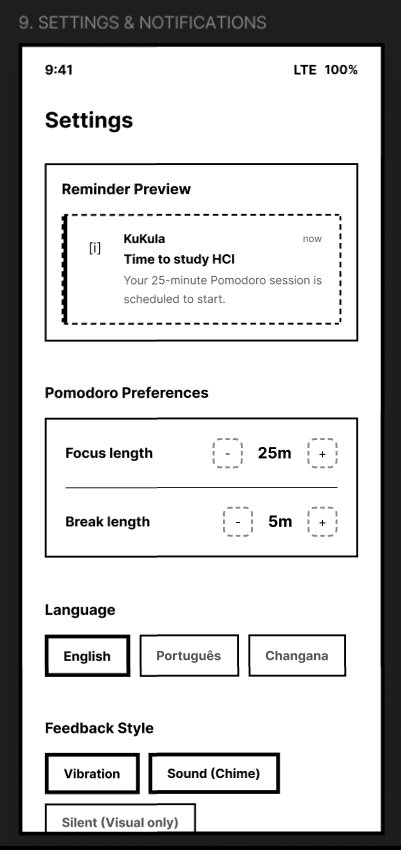 9. SETTINGS & NOTIFICATIONS
9:41 LTE 100%
Settings
Reminder Preview
[i] KuKula now
Time to study HCI
Your 25-minute Pomodoro session is
scheduled to start.
Pomodoro Preferences
Focus length - 25m +
Break length - 5m +
Language
English Português Changana
Feedback Style
Vibration Sound (Chime)
Silent (Visual only)